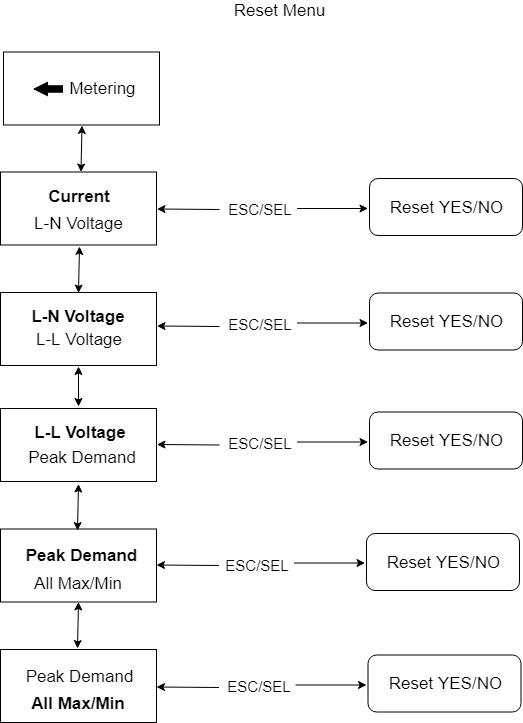 Reset Menu
Metering
Current
L-N Voltage
ESC/SEL
Reset YES/NO
L-N Voltage
L-L Voltage
ESC/SEL
Reset YES/NO
L-L Voltage
Peak Demand
ESC/SEL
Reset YES/NO
Peak Demand
All Max/Min
ESC/SEL
Reset YES/NO
Peak Demand
All Max/Min
ESC/SEL
Reset YES/NO